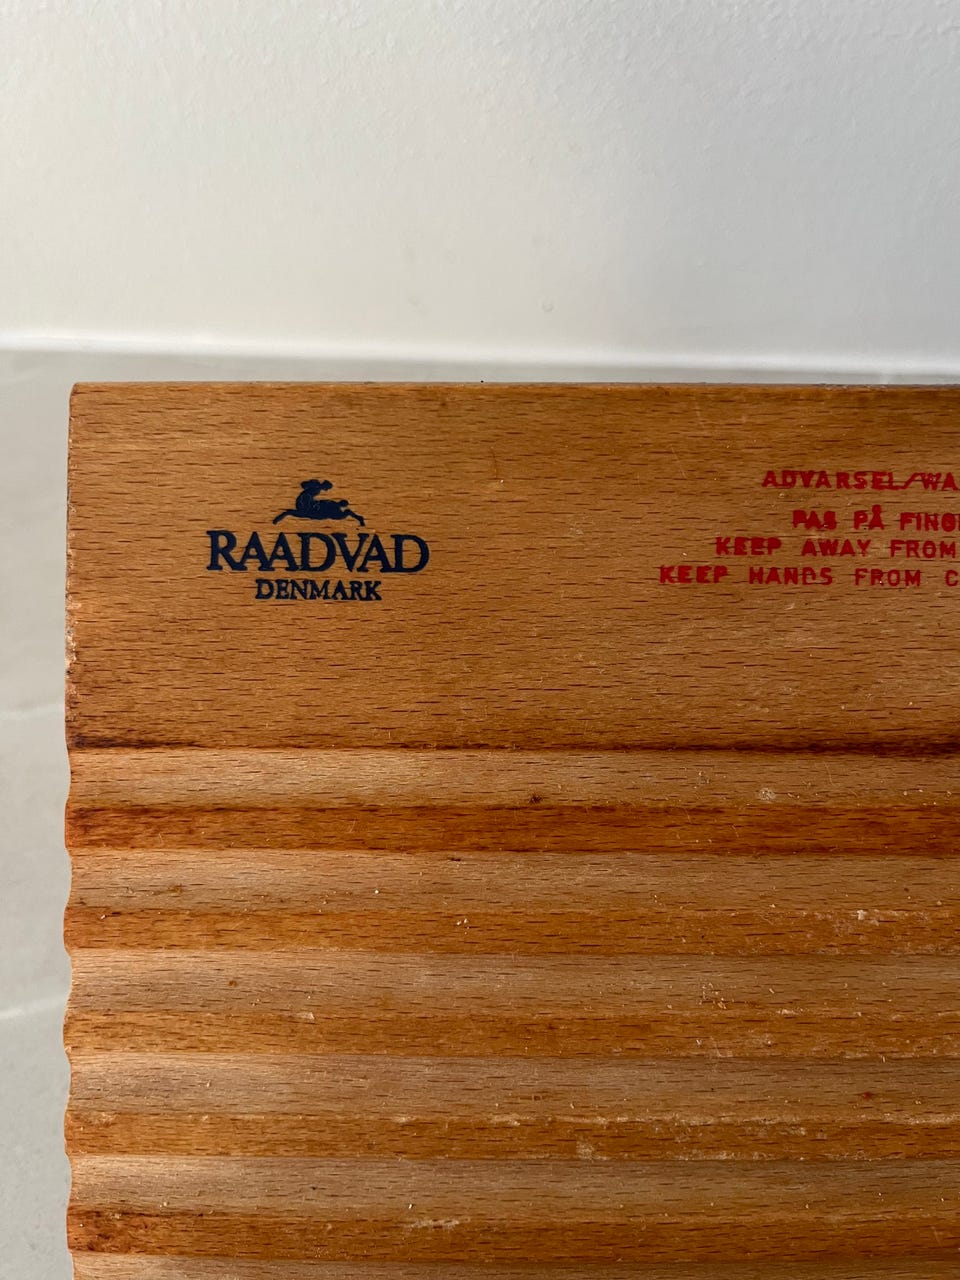 RAADVAD
DENMARK
ADVARSEL/WA
PAS PÅ FING
KEEP AWAY FROM
KEEP HANDS FROM C